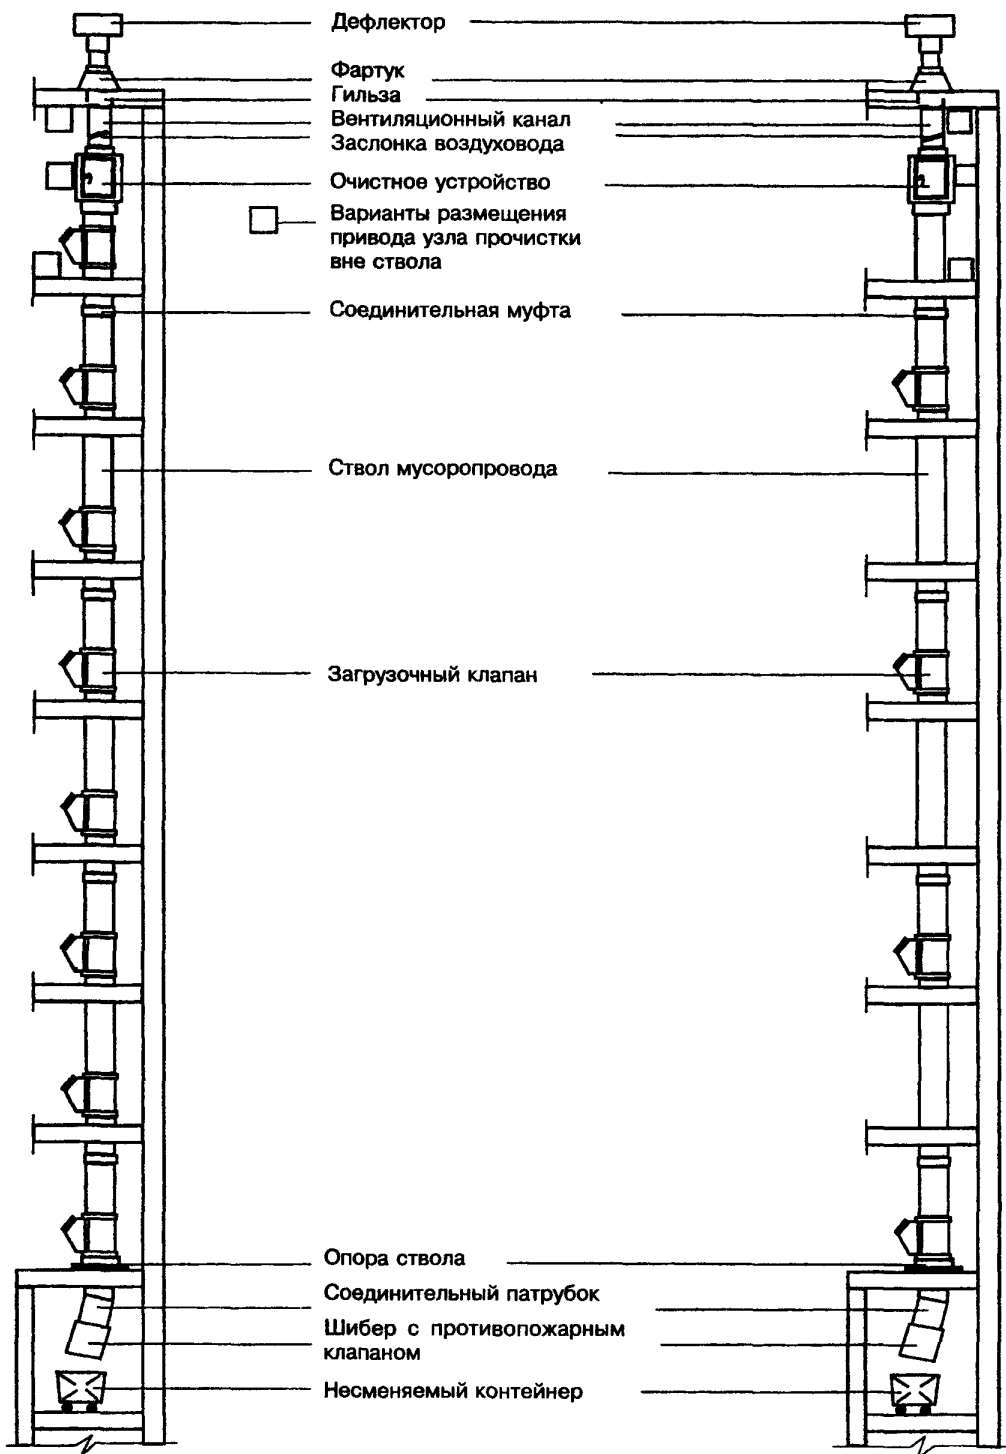 Дефлектор
Фартук
Гильза
Вентиляционный канал
Заслонка воздуховода
Очистное устройство
Варианты размещения
привода узла прочистки
вне ствола
Соединительная муфта
Ствол мусоропровода
Загрузочный клапан
Опора ствола
Соединительный патрубок
Шибер с противопожарным
клапаном
Несменяемый контейнер